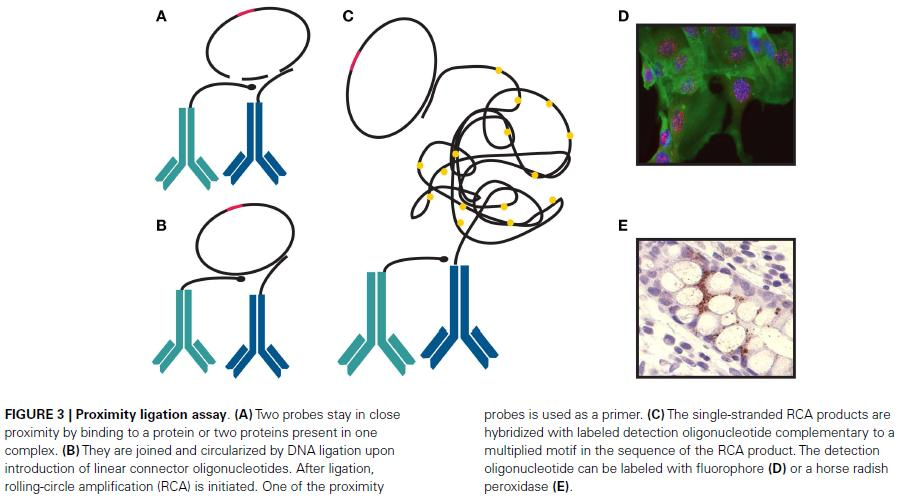 A
C
D
B
E
FIGURE 3 | Proximity ligation assay. (A) Two probes stay in close
proximity by binding to a protein or two proteins present in one
complex. (B) They are joined and circularized by DNA ligation upon
introduction of linear connector oligonucleotides. After ligation,
rolling-circle amplification (RCA) is initiated. One of the proximity
probes is used as a primer. (C) The single-stranded RCA products are
hybridized with labeled detection oligonucleotide complementary to a
multiplied motif in the sequence of the RCA product. The detection
oligonucleotide can be labeled with fluorophore (D) or a horse radish
peroxidase (E).